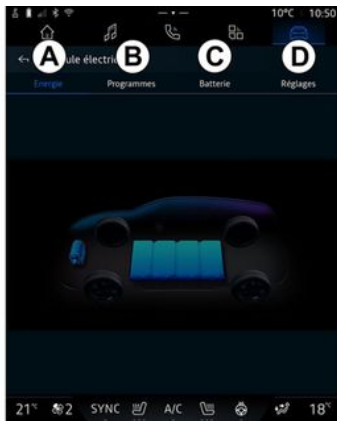 10°C 10:50
A B C D
ule électri
Energie Programmes Batterie Réglages
21°C 2 SYNC A/C 18°C